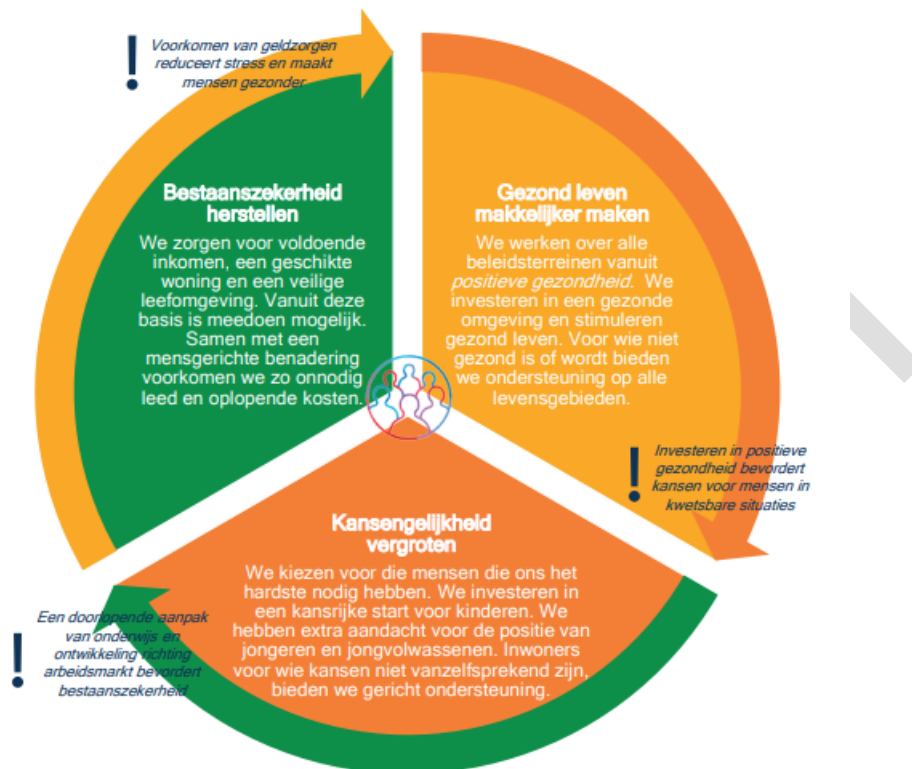 Voorkomen van geldzorgen
reduceert stress en maakt
mensen gezonder
Bestaanszekerheid
herstellen
We zorgen voor voldoende
inkomen, een geschikte
woning en een veilige
leefomgeving. Vanuit deze
basis is meedoen mogelijk.
Samen met een
mensgerichte benadering
voorkomen we zo onnodig
leed en oplopende kosten.
Gezond leven
makkelijker maken
We werken over alle
beleidsterreinen vanuit
positieve gezondheid. We
investeren in een gezonde
omgeving en stimuleren
gezond leven. Voor wie niet
gezond is of wordt bieden
we ondersteuning op alle
levensgebieden.
!
Investeren in positieve
gezondheid bevordert
kansen voor mensen in
kwetsbare situaties
Kansengelijkheid
vergroten
We kiezen voor die mensen die ons het
hardste nodig hebben. We investeren in
een kansrijke start voor kinderen. We
hebben extra aandacht voor de positie van
jongeren en jongvolwassenen. Inwoners
voor wie kansen niet vanzelfsprekend zijn,
bieden we gericht ondersteuning.
!
Een doorlopende aanpak
van onderwijs en
ontwikkeling richting
arbeidsmarkt bevordert
bestaanszekerheid
!